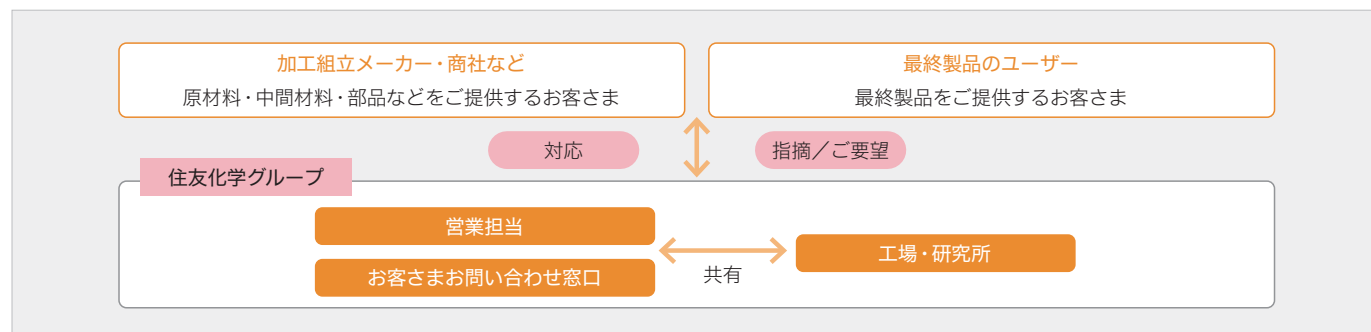 加工組立メーカー・商社など
原材料・中間材料・部品などをご提供するお客さま
最終製品のユーザー
最終製品をご提供するお客さま
対応
指摘／ご要望
住友化学グループ
営業担当
お客さまお問い合わせ窓口
共有
工場・研究所